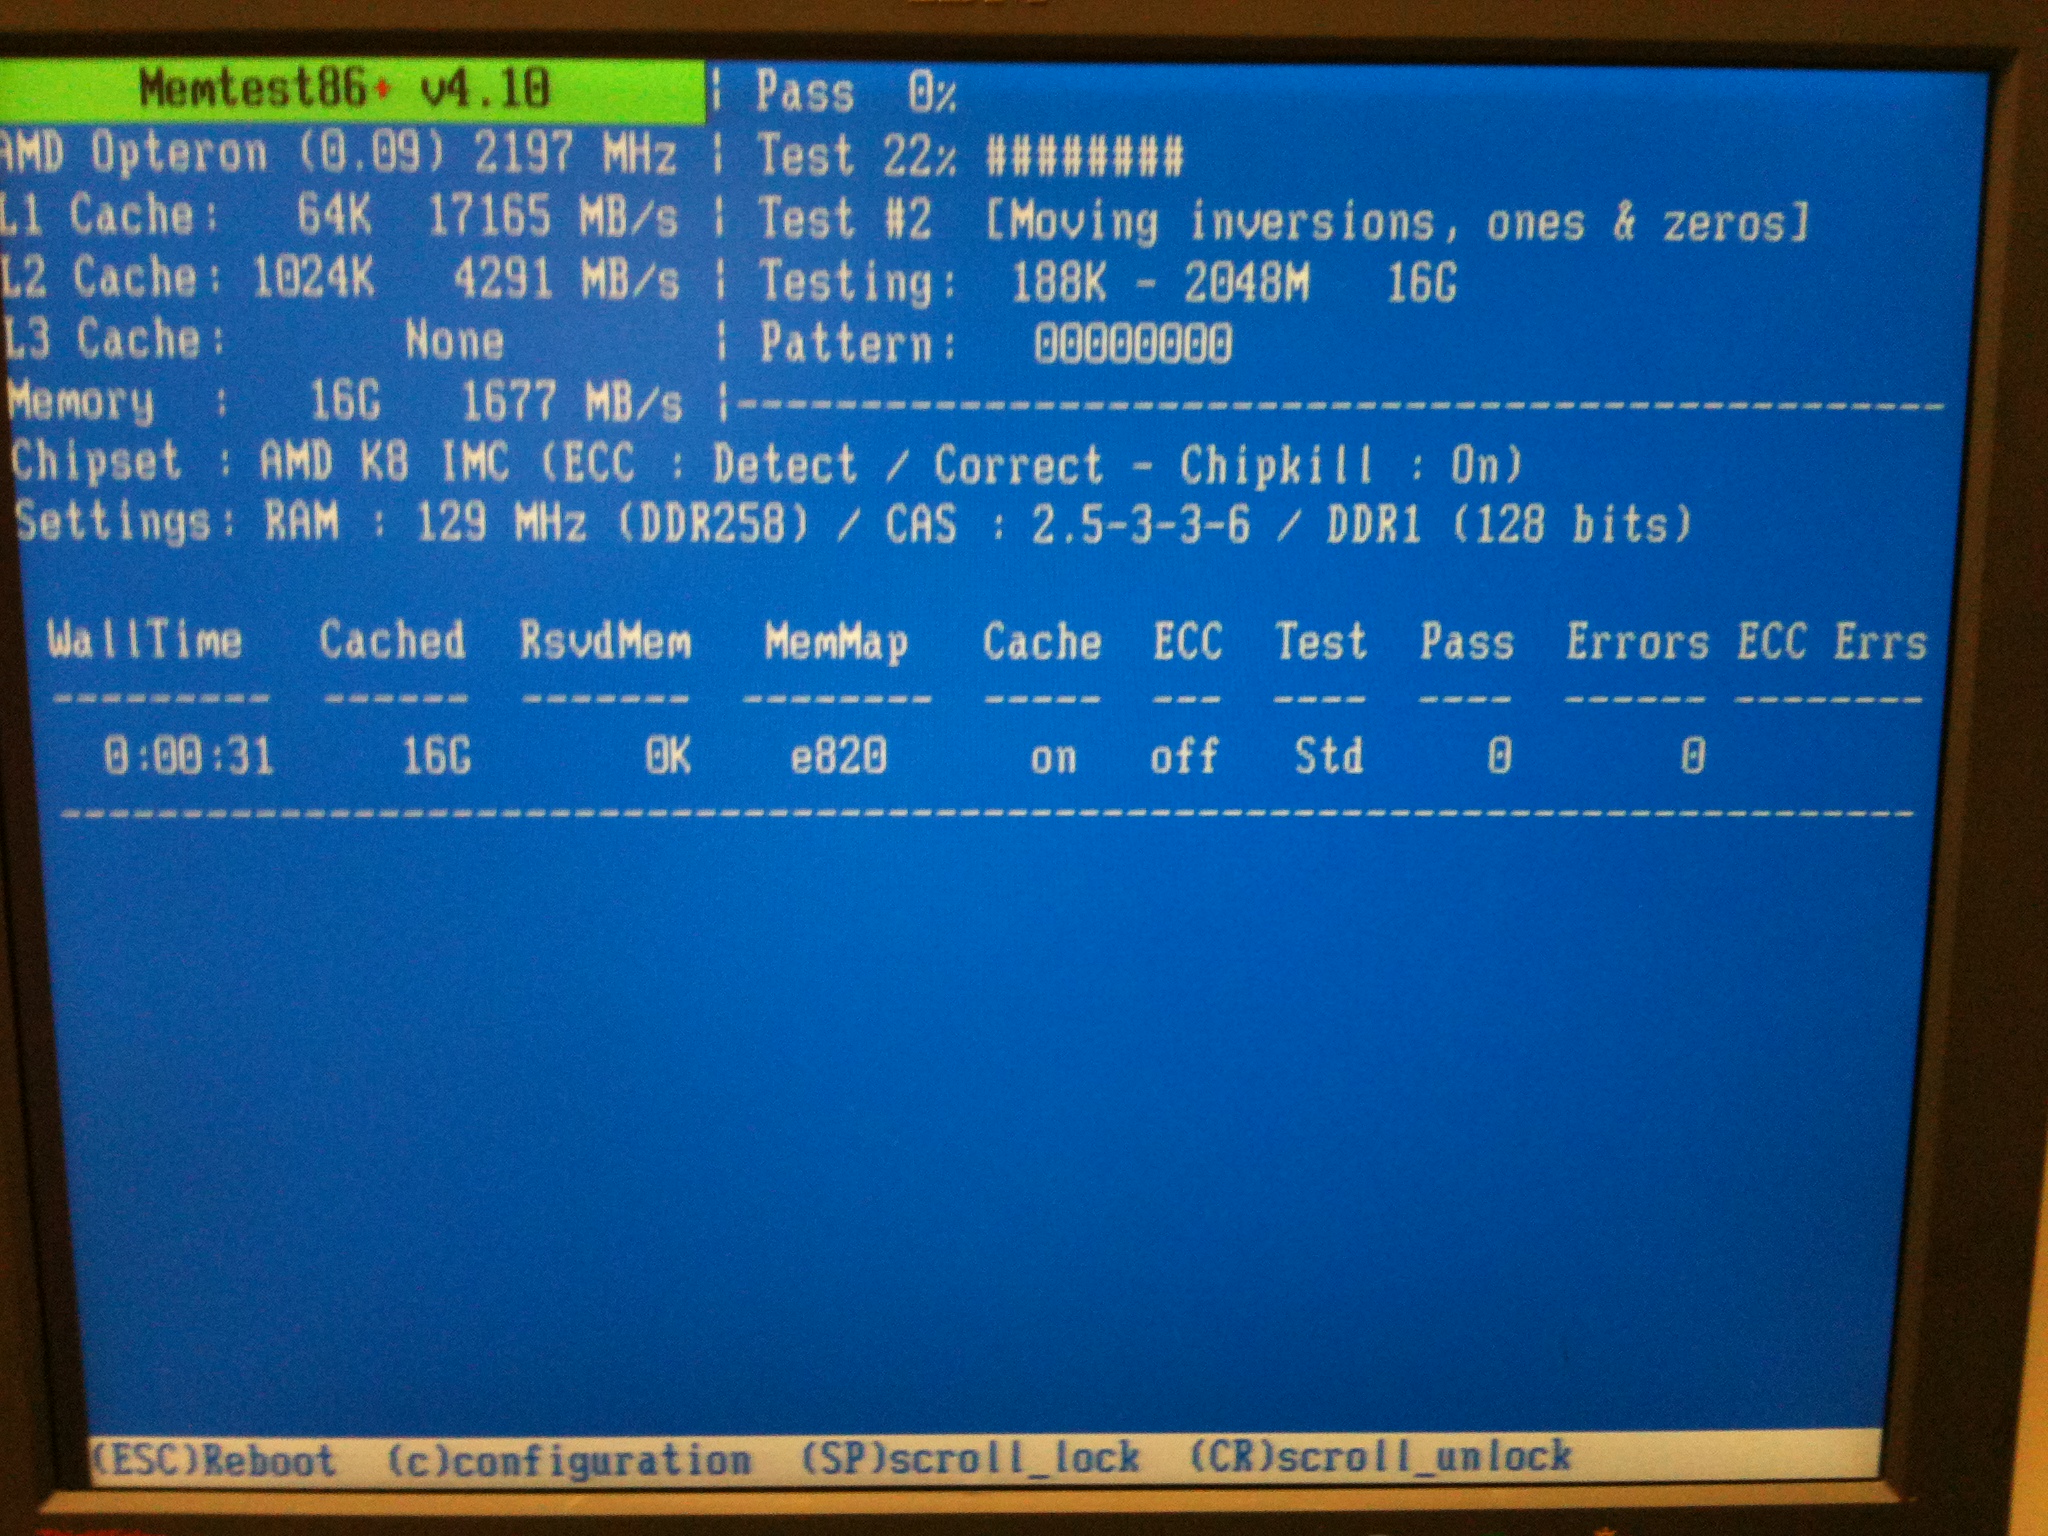 Memtest86+ v4.10 | Pass 0%
AMD Opteron (0.09) 2197 MHz | Test 22% ########
L1 Cache: 64K 17165 MB/s | Test #2 [Moving inversions, ones & zeros]
L2 Cache: 1024K 4291 MB/s | Testing: 188K - 2048M 16G
L3 Cache: None | Pattern: 00000000
Memory : 16G 1677 MB/s |--------------------------------------------------
Chipset : AMD K8 IMC (ECC : Detect / Correct - Chipkill : On)
Settings: RAM : 129 MHz (DDR258) / CAS : 2.5-3-3-6 / DDR1 (128 bits)
WallTime Cached RsvdMem MemMap Cache ECC Test Pass Errors ECC Errs
--------- ------ ------- -------- ----- --- ---- ---- ------ --------
0:00:31 16G 0K e820 on off Std 0 0
-----------------------------------------------------------------------------
(ESC)Reboot (c)configuration (SP)scroll_lock (CR)scroll_unlock